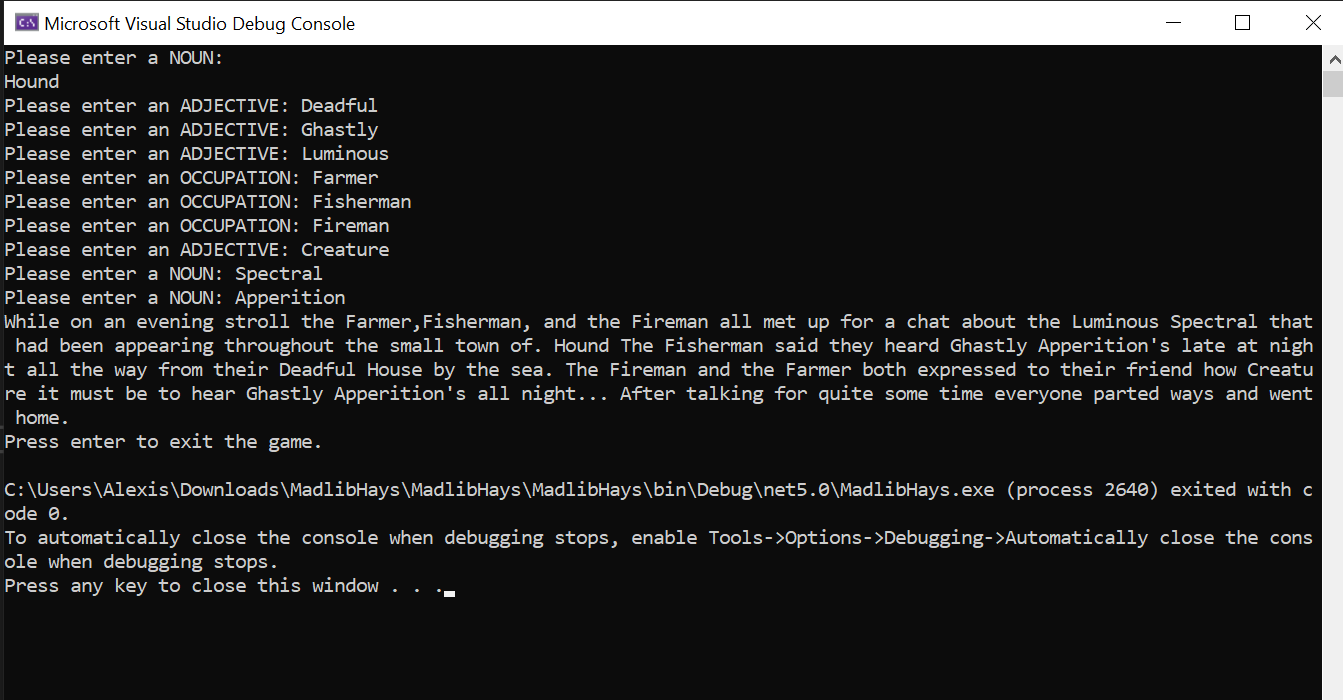 Microsoft Visual Studio Debug Console
Please enter a NOUN:
Hound
Please enter an ADJECTIVE: Deadful
Please enter an ADJECTIVE: Ghastly
Please enter an ADJECTIVE: Luminous
Please enter an OCCUPATION: Farmer
Please enter an OCCUPATION: Fisherman
Please enter an OCCUPATION: Fireman
Please enter an ADJECTIVE: Creature
Please enter a NOUN: Spectral
Please enter a NOUN: Apperition
While on an evening stroll the Farmer,Fisherman, and the Fireman all met up for a chat about the Luminous Spectral that
 had been appearing throughout the small town of. Hound The Fisherman said they heard Ghastly Apperition's late at nigh
t all the way from their Deadful House by the sea. The Fireman and the Farmer both expressed to their friend how Creatu
re it must be to hear Ghastly Apperition's all night... After talking for quite some time everyone parted ways and went
 home.
Press enter to exit the game.
C:\Users\Alexis\Downloads\MadlibHays\MadlibHays\MadlibHays\bin\Debug\net5.0\MadlibHays.exe (process 2640) exited with c
ode 0.
To automatically close the console when debugging stops, enable Tools->Options->Debugging->Automatically close the cons
ole when debugging stops.
Press any key to close this window . . .